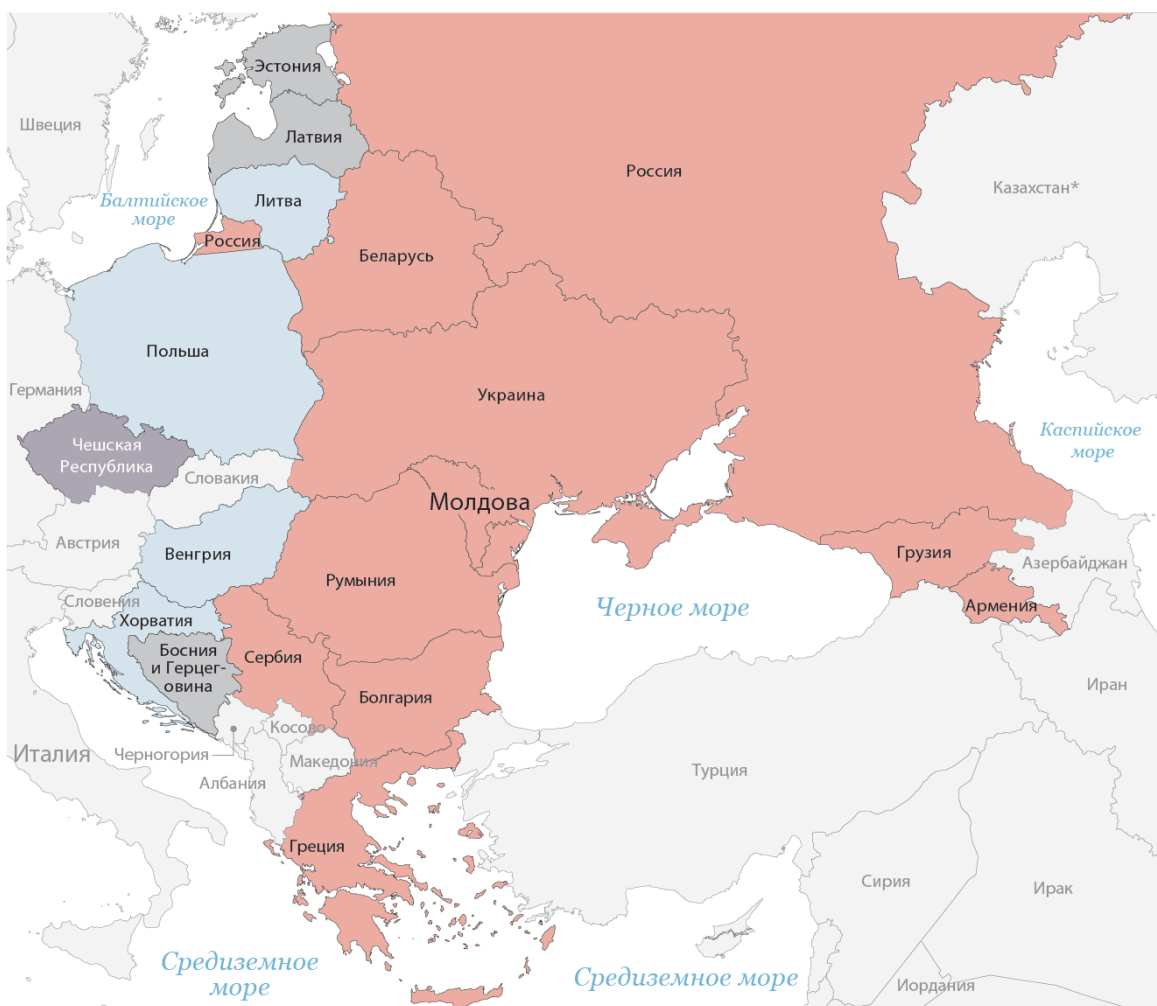 Эстония
Швеция
Латвия
Россия
Казахстан*
Балтийское
море
Литва
Россия
Беларусь
Польша
Германия
Украина
Чешская
Республика
Каспийское
море
Словакия
Молдова
Австрия
Венгрия
Грузия
Азербайджан
Румыния
Словения
Черное море
Армения
Хорватия
Босния
и Герцег-
овина
Сербия
Иран
Болгария
Косово
Италия
Черногория
Македония
Албания
Турция
Греция
Сирия
Ирак
Средиземное
море
Средиземное море
Иордания